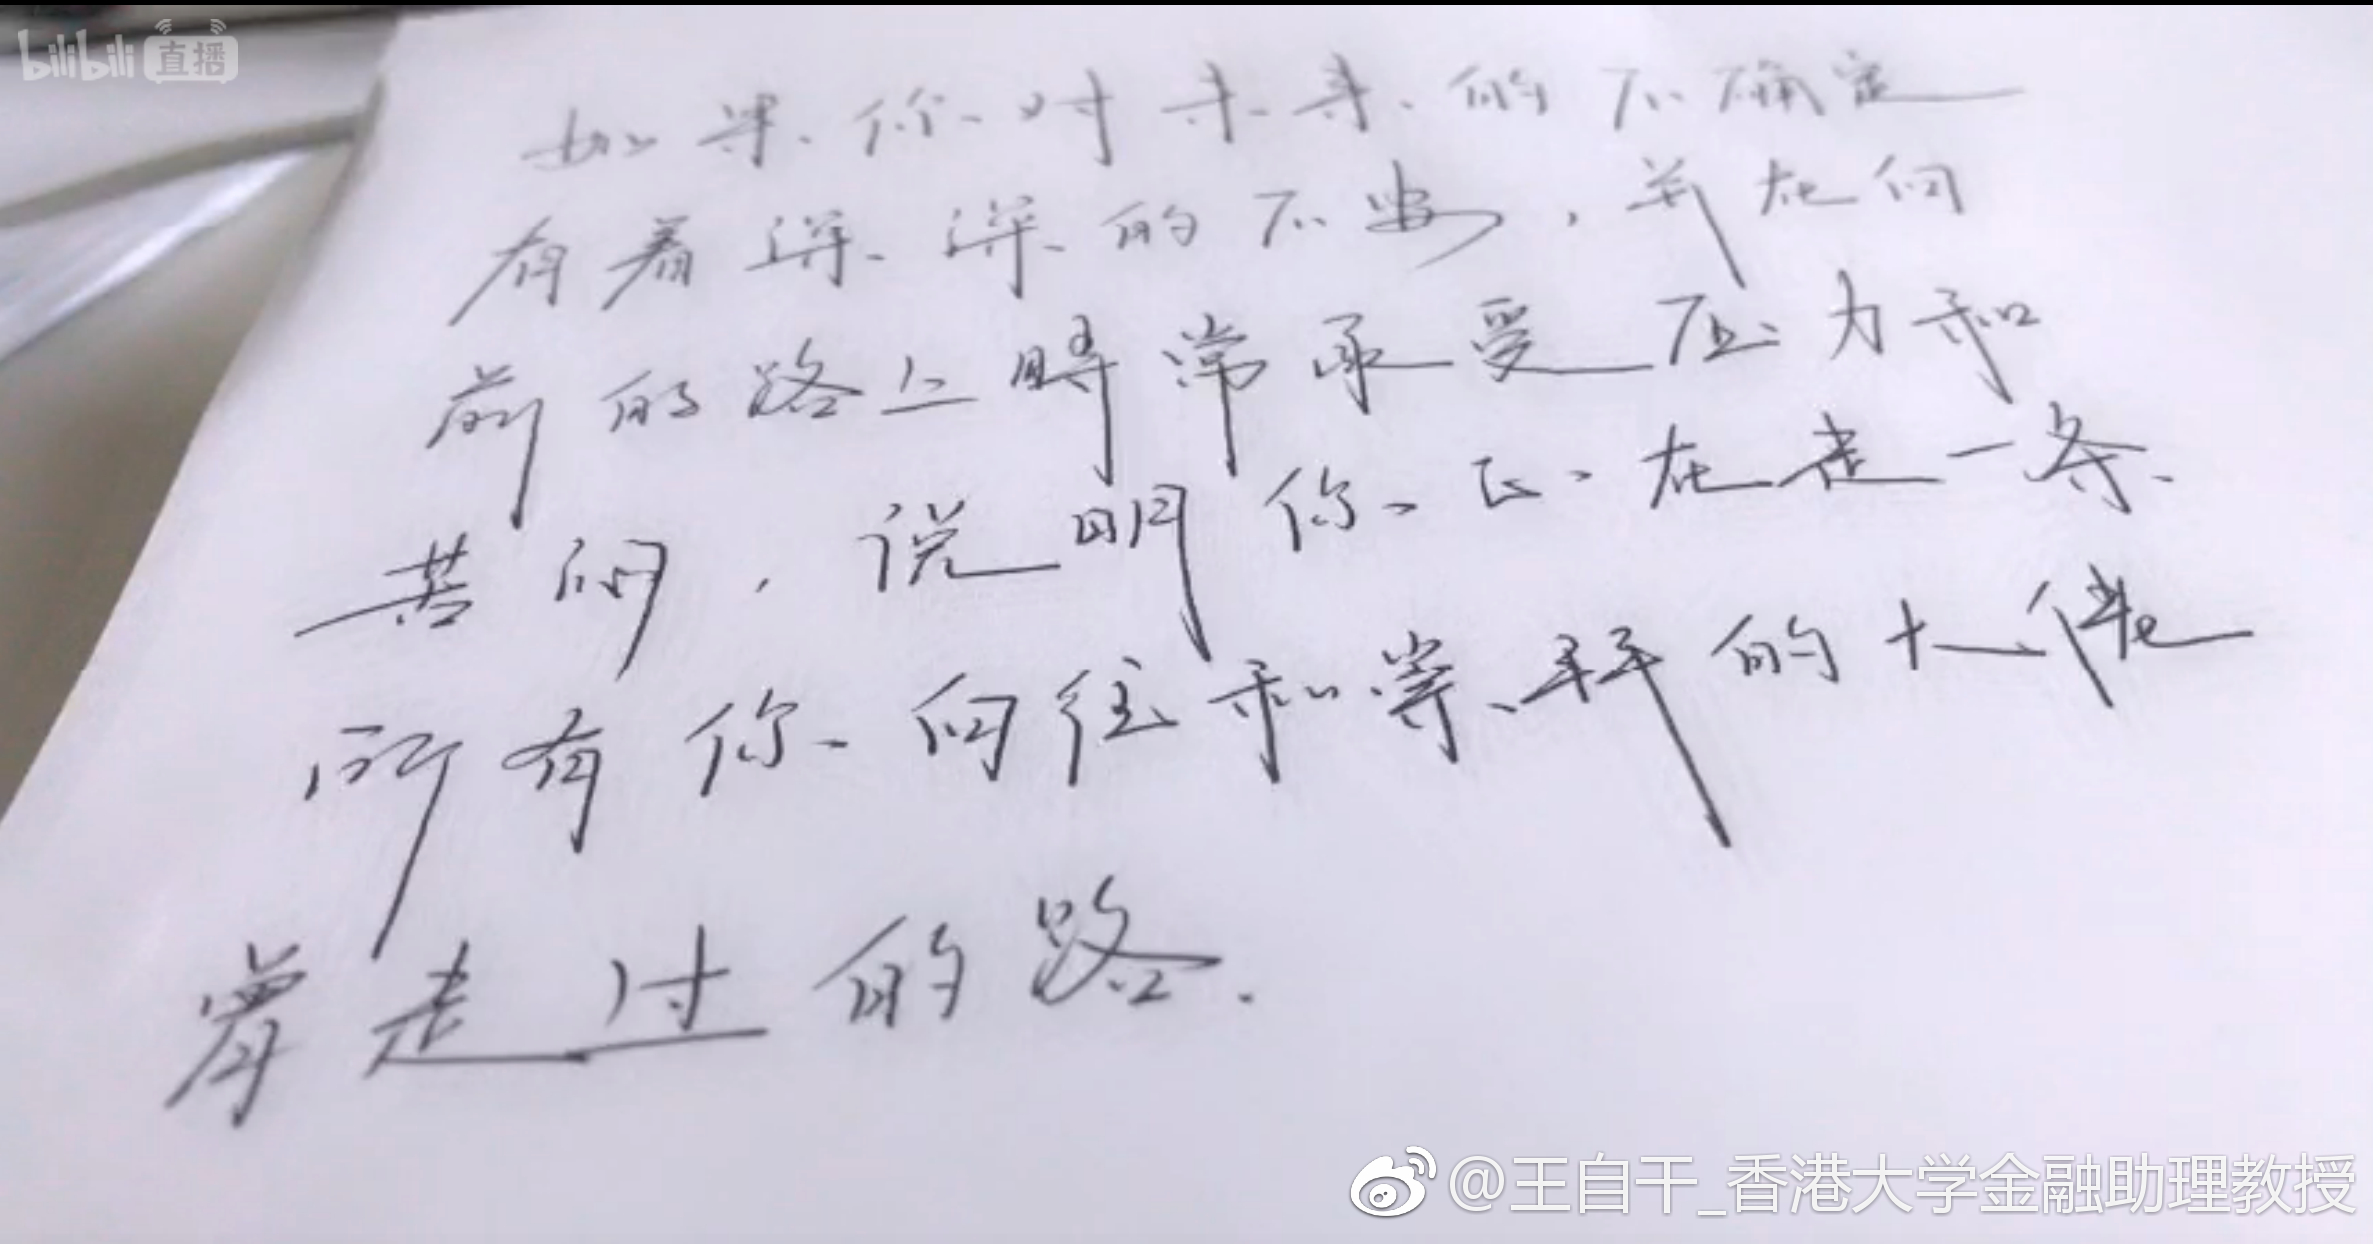 bilibili 直播
如果你对未来的不确定
有着深深的不安，并在向
前的路上时常承受压力和
苦闷，说明你正在走一条
所有你向往和崇拜的大佬
曾走过的路.
@王自干_香港大学金融助理教授